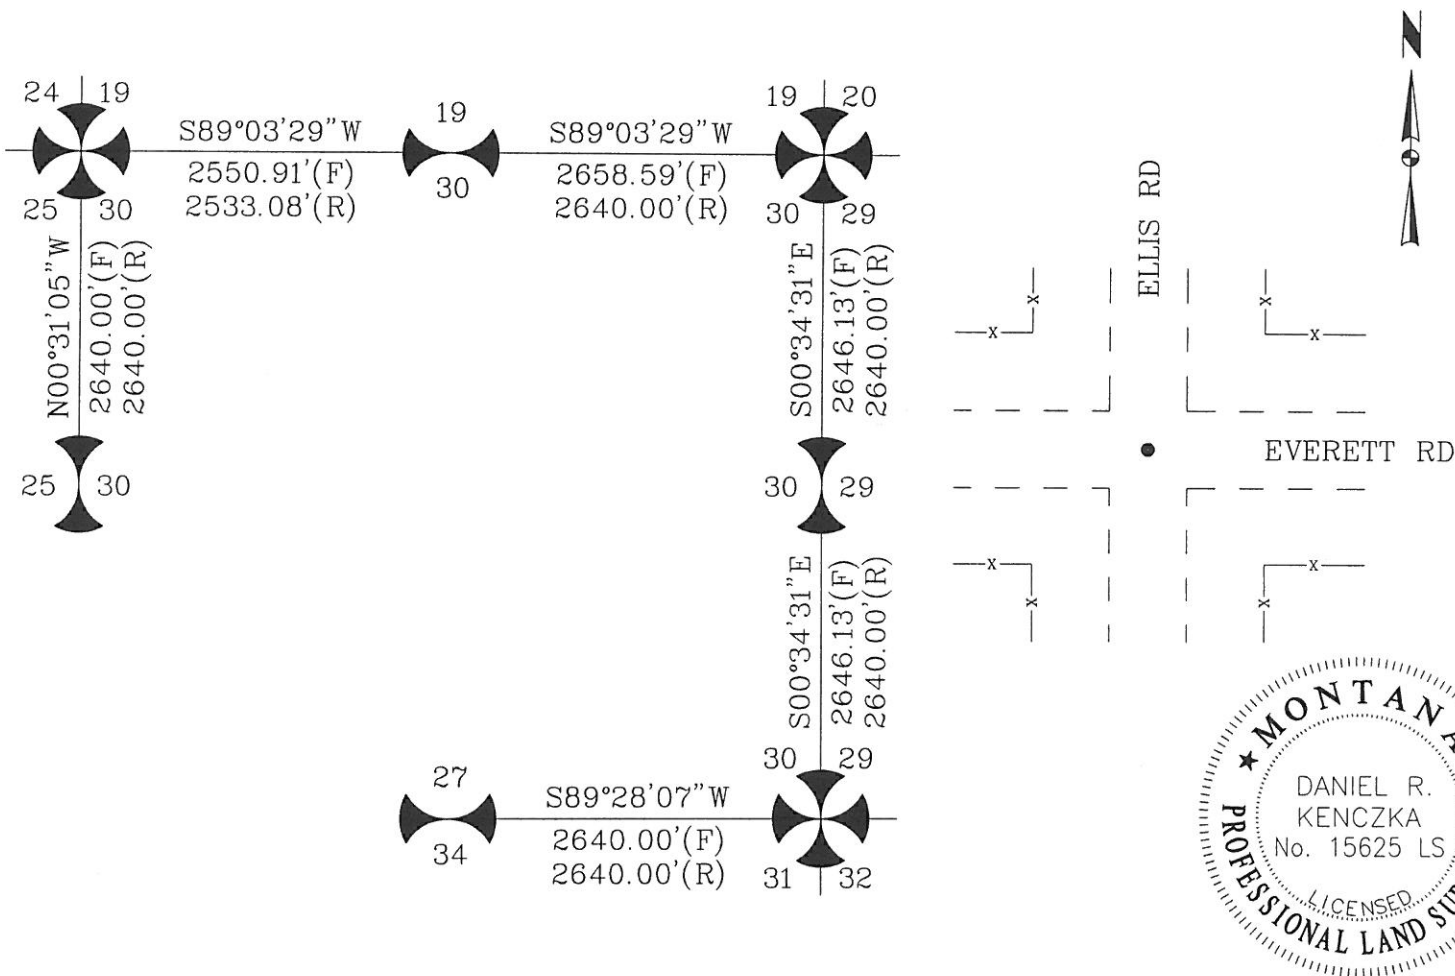 N
24 19
25 30
S89°03'29"W
2550.91'(F)
2533.08'(R)
19
30
S89°03'29"W
2658.59'(F)
2640.00'(R)
19 20
30 29
N00°31'05"W
2640.00'(F)
2640.00'(R)
25 30
S00°34'31"E
2646.13'(F)
2640.00'(R)
30 29
S00°34'31"E
2646.13'(F)
2640.00'(R)
30 29
31 32
27
34
S89°28'07"W
2640.00'(F)
2640.00'(R)
ELLIS RD
EVERETT RD
x
x
x
x
x
x
x
x
MONTANA
DANIEL R.
KENCZKA
No. 15625 LS
LICENSED
PROFESSIONAL LAND